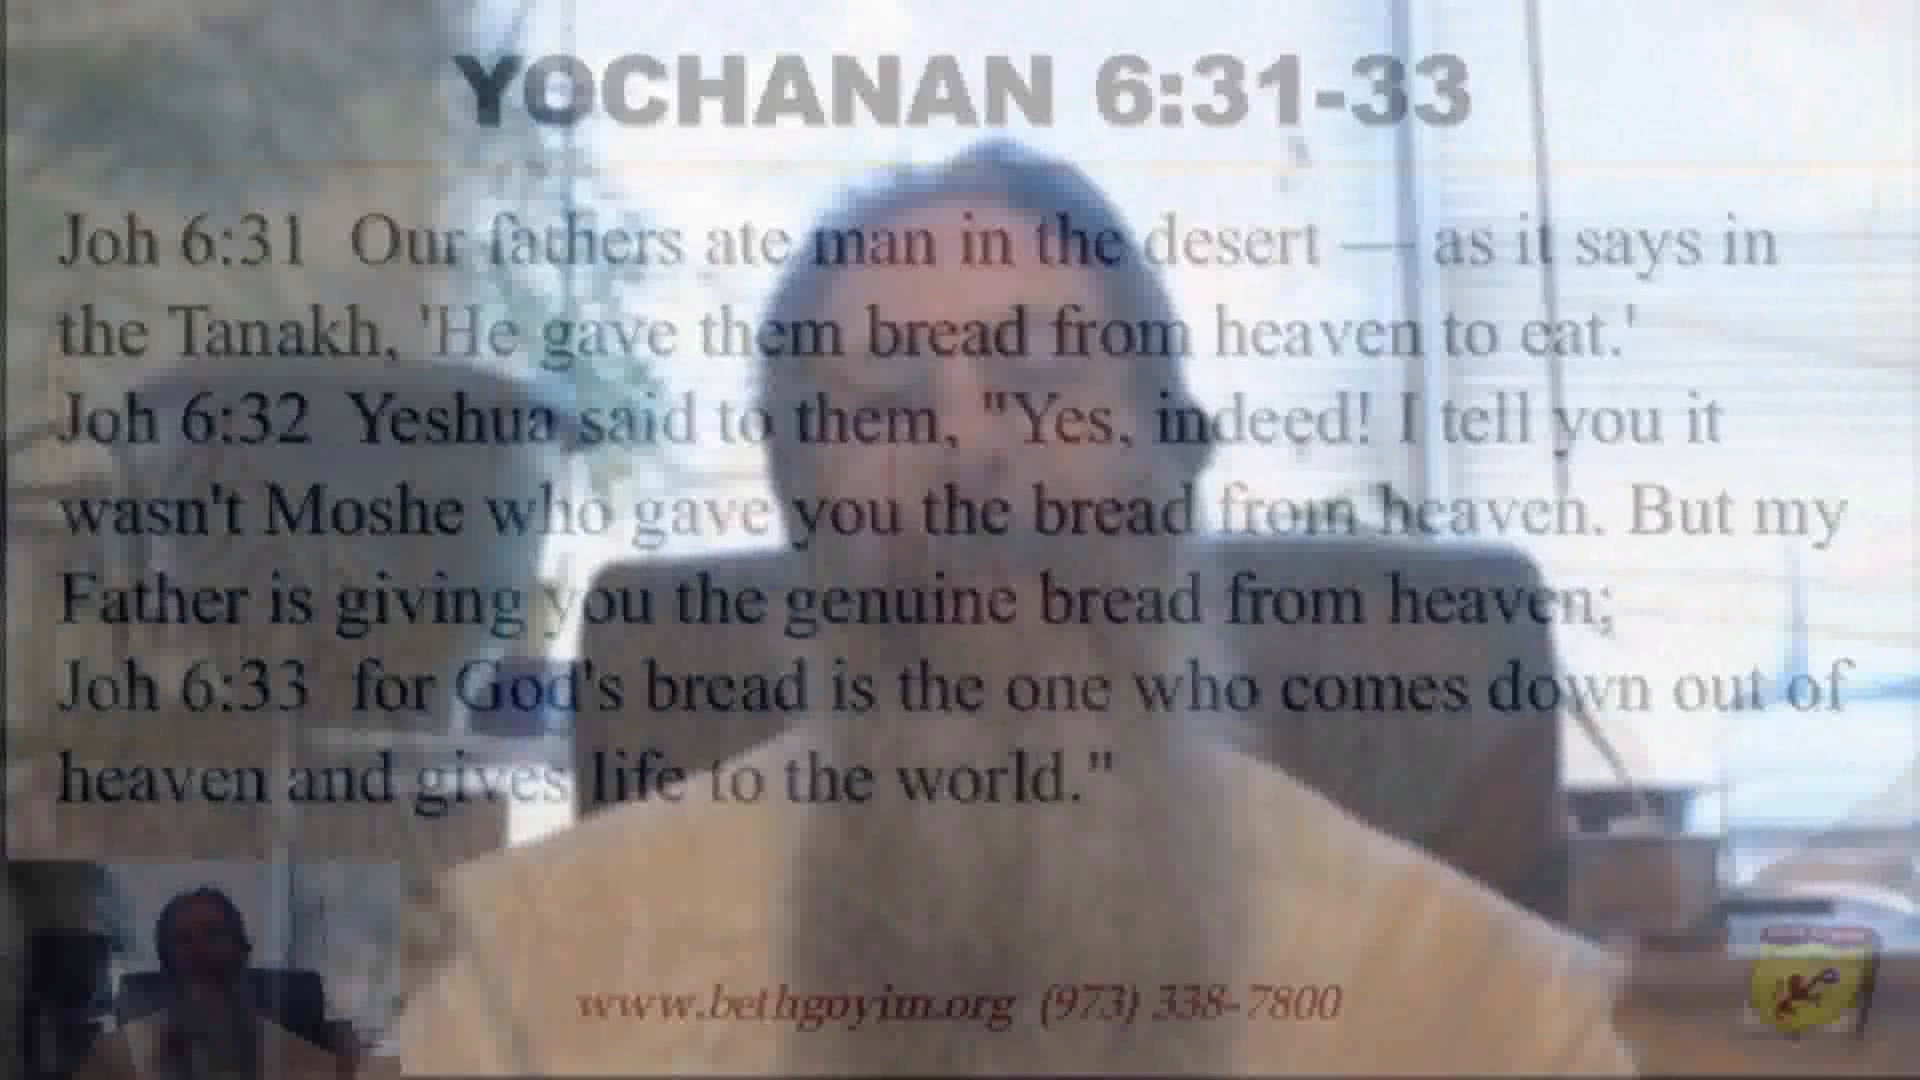 YOCHANAN 6:31-33
Joh 6:31 Our fathers ate man in the desert — as it says in
the Tanakh, 'He gave them bread from heaven to eat.'
Joh 6:32 Yeshua said to them, "Yes, indeed! I tell you it
wasn't Moshe who gave you the bread from heaven. But my
Father is giving you the genuine bread from heaven;
Joh 6:33 for God's bread is the one who comes down out of
heaven and gives life to the world."
www.bethgoyim.org (973) 338-7800